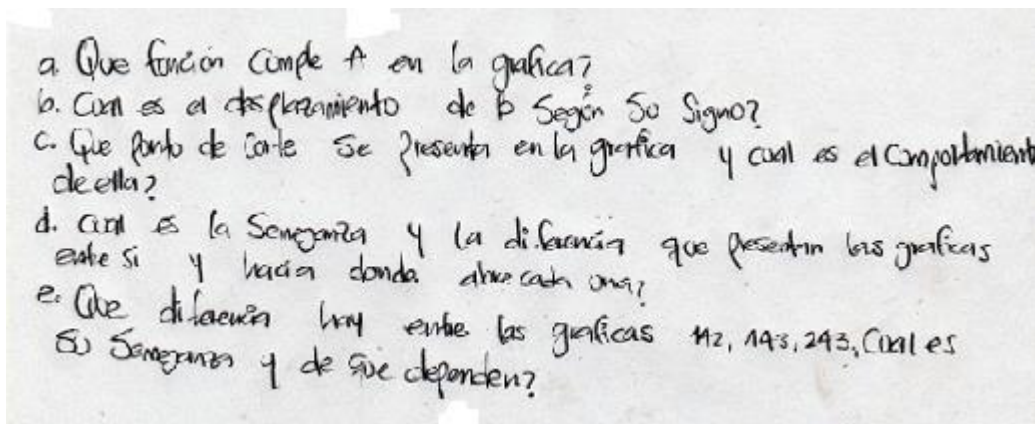 a. Que función cumple A en la grafica?
b. Cual es el desplazamiento de b Según Su Signo?
c. Que Punto de Corte Se Presenta en la grafica y cual es el Comportamiento
de ella?
d. cual es la Semejanza y la diferencia que Presentan las graficas
entre si y hacia donde abre cada una?
e. Que diferencia hay entre las graficas 1y2, 1y3, 2y3, Cual es
Su Semejanza y de que dependen?